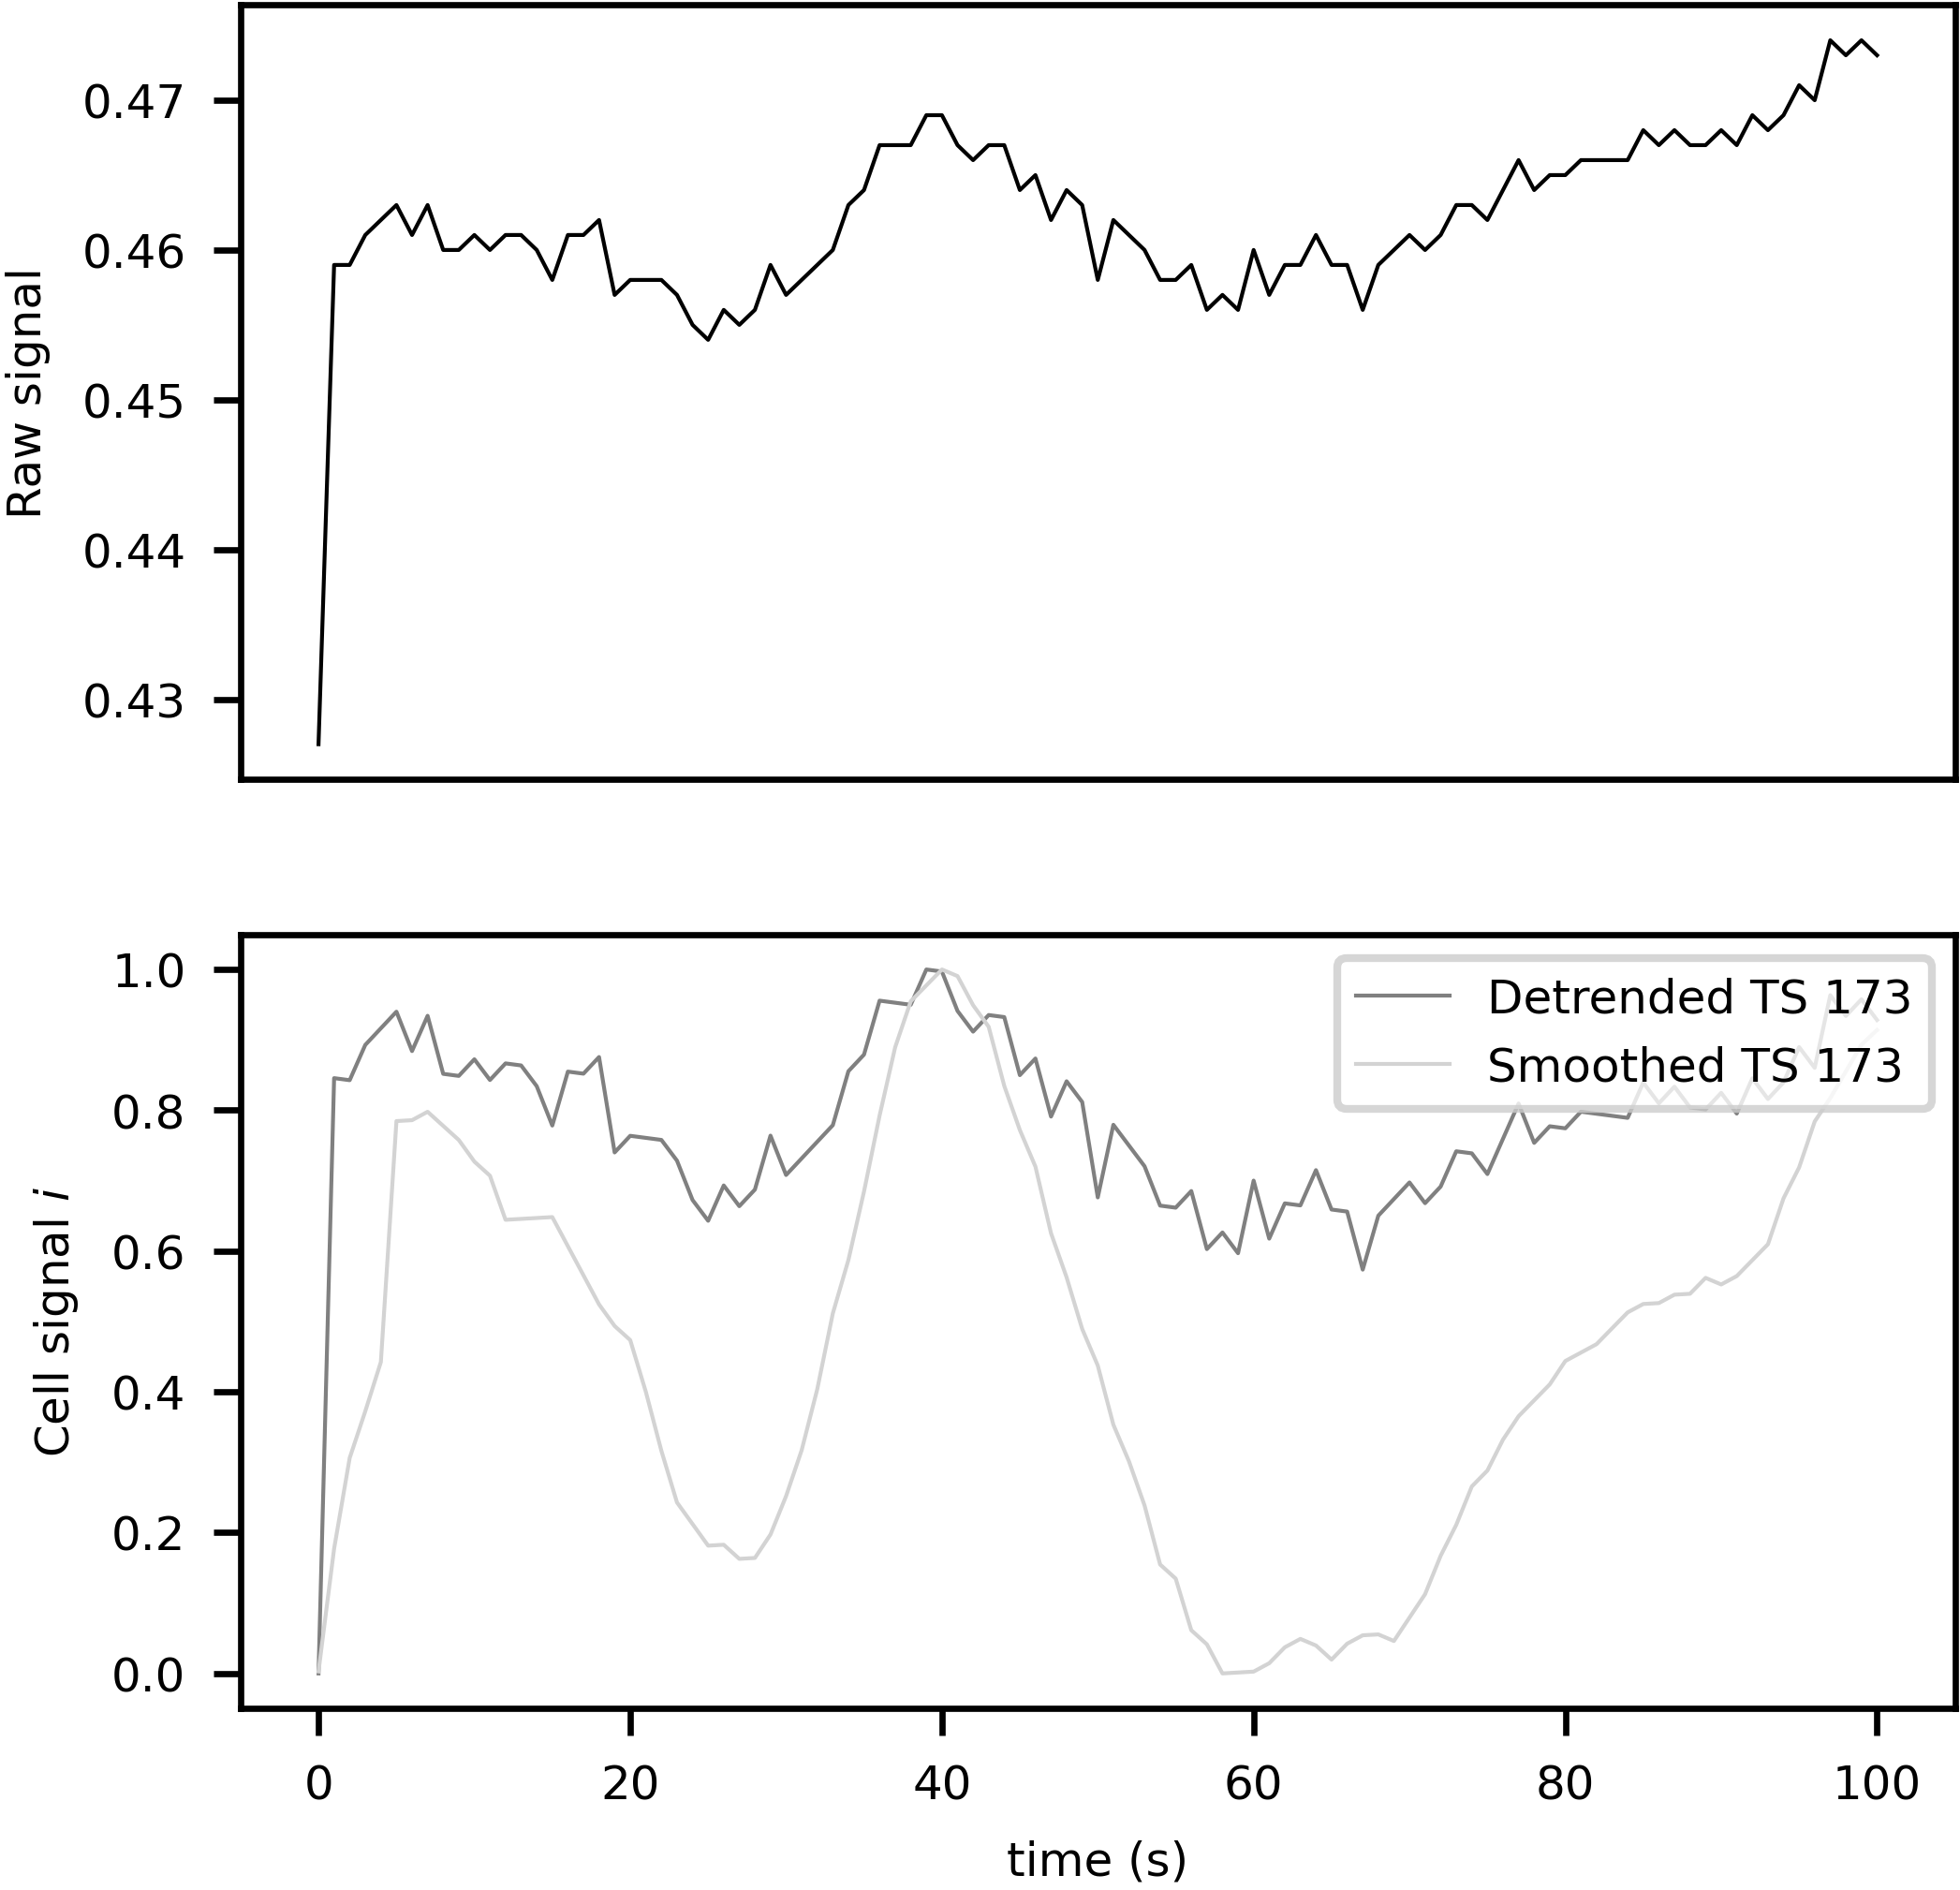 Raw signal
0.47
0.46
0.45
0.44
0.43
Cell signal i
1.0
0.8
0.6
0.4
0.2
0.0
Detrended TS 173
Smoothed TS 173
0 20 40 60 80 100
time (s)